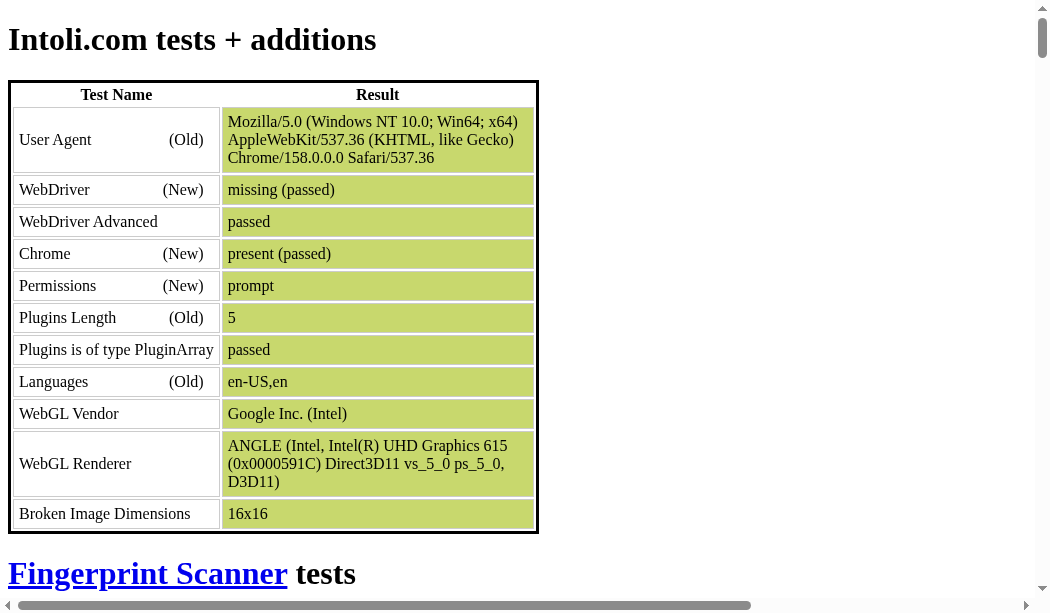 Intoli.com tests + additions
Test Name Result
User Agent (Old) Mozilla/5.0 (Windows NT 10.0; Win64; x64)
AppleWebKit/537.36 (KHTML, like Gecko)
Chrome/158.0.0.0 Safari/537.36
WebDriver (New) missing (passed)
WebDriver Advanced passed
Chrome (New) present (passed)
Permissions (New) prompt
Plugins Length (Old) 5
Plugins is of type PluginArray passed
Languages (Old) en-US,en
WebGL Vendor Google Inc. (Intel)
WebGL Renderer ANGLE (Intel, Intel(R) UHD Graphics 615
(0x0000591C) Direct3D11 vs_5_0 ps_5_0,
D3D11)
Broken Image Dimensions 16x16
Fingerprint Scanner tests